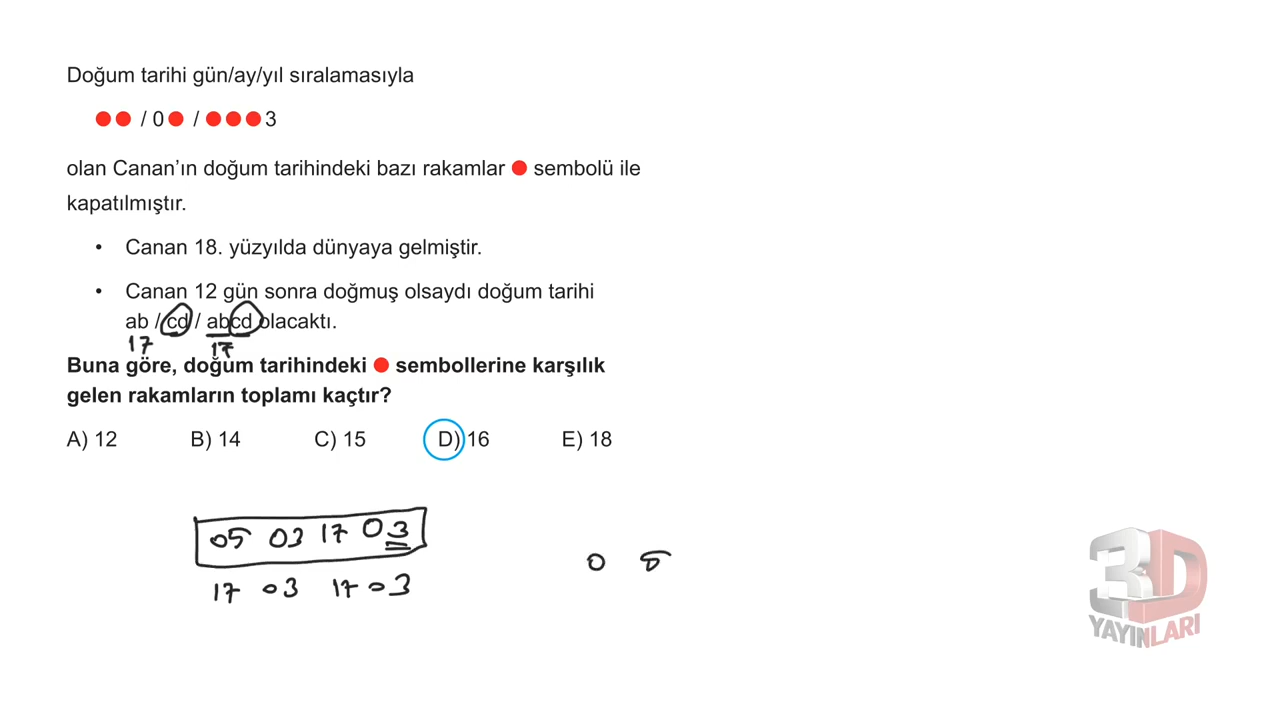 Doğum tarihi gün/ay/yıl sıralamasıyla
●● / 0● / ●●●3
olan Canan’ın doğum tarihindeki bazı rakamlar ● sembolü ile
kapatılmıştır.
• Canan 18. yüzyılda dünyaya gelmiştir.
• Canan 12 gün sonra doğmuş olsaydı doğum tarihi
ab / cd / abcd olacaktı.
17 17
Buna göre, doğum tarihindeki ● sembollerine karşılık
gelen rakamların toplamı kaçtır?
A) 12 B) 14 C) 15 D) 16 E) 18
05 03 17 03
17 03 17 03
0 5
3D
YAYINLARI